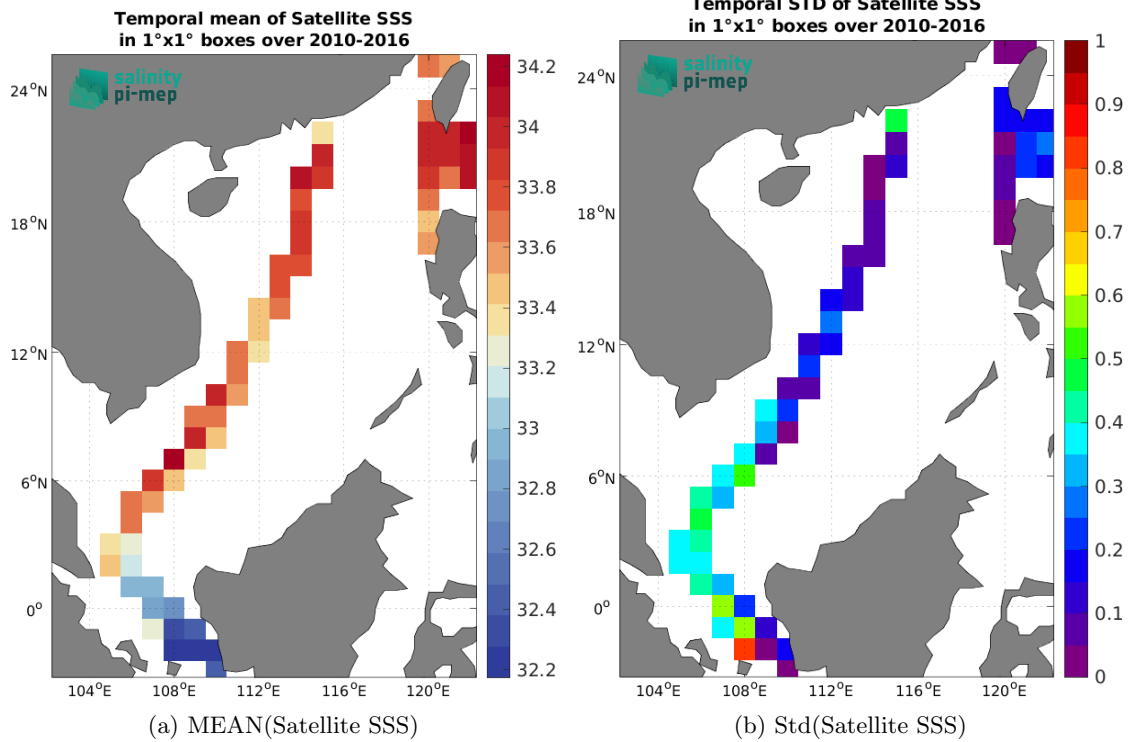 Temporal mean of Satellite SSS
in 1°x1° boxes over 2010-2016
salinity
pi-mep
24°N
18°N
12°N
6°N
0°
104°E
108°E
112°E
116°E
120°E
34.2
34
33.8
33.6
33.4
33.2
33
32.8
32.6
32.4
32.2
(a) MEAN(Satellite SSS)
Temporal STD of Satellite SSS
in 1°x1° boxes over 2010-2016
salinity
pi-mep
24°N
18°N
12°N
6°N
0°
104°E
108°E
112°E
116°E
120°E
1
0.9
0.8
0.7
0.6
0.5
0.4
0.3
0.2
0.1
0
(b) Std(Satellite SSS)